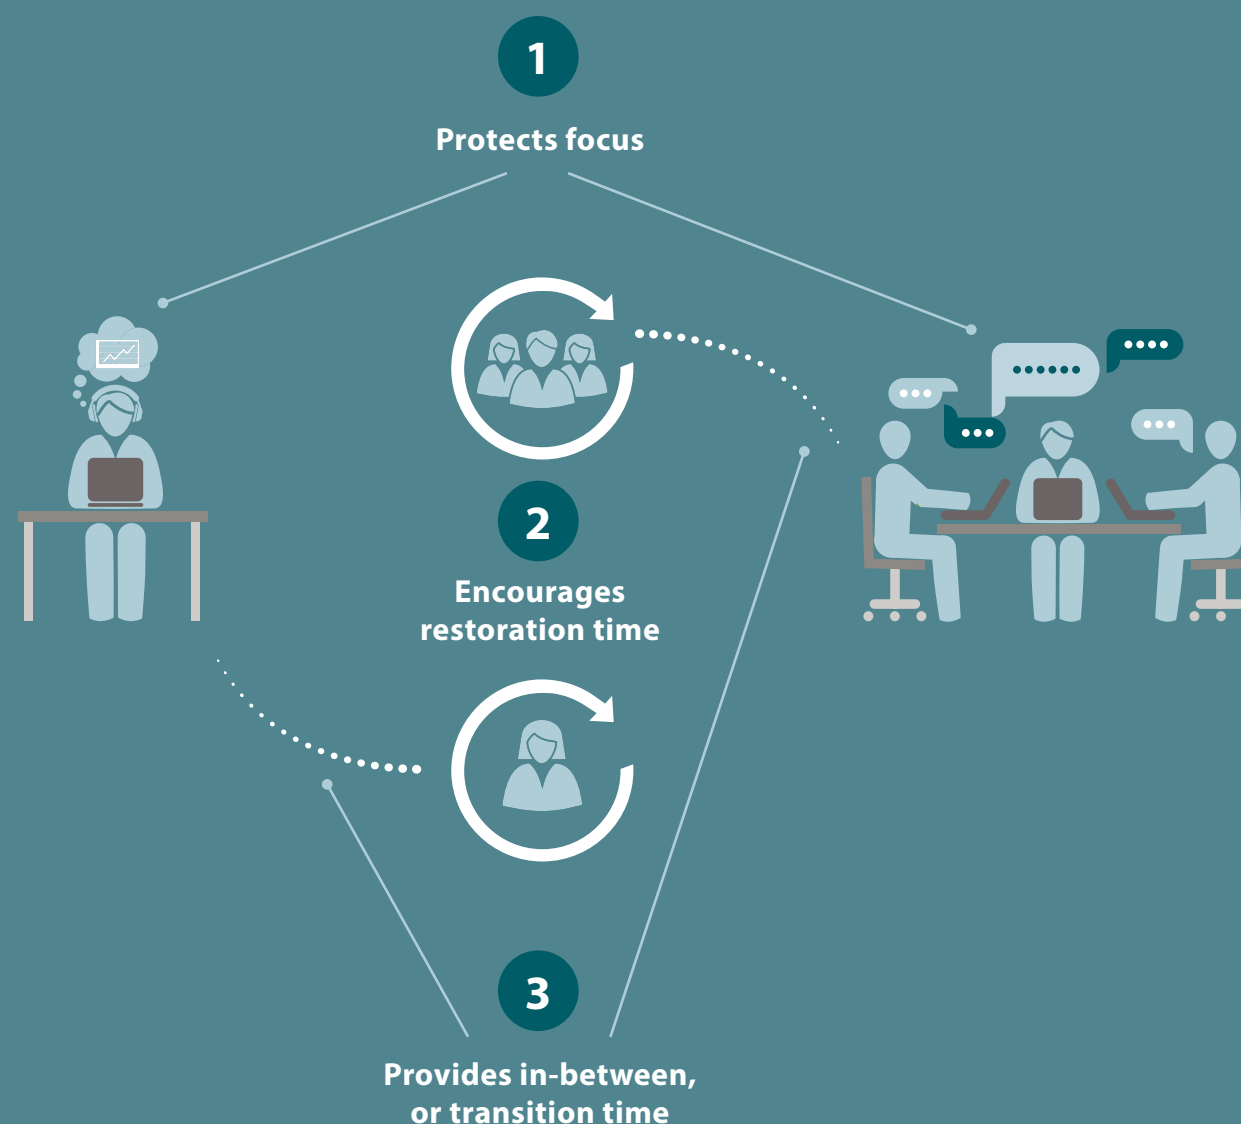 1
Protects focus
2
Encourages
restoration time
3
Provides in-between,
or transition time